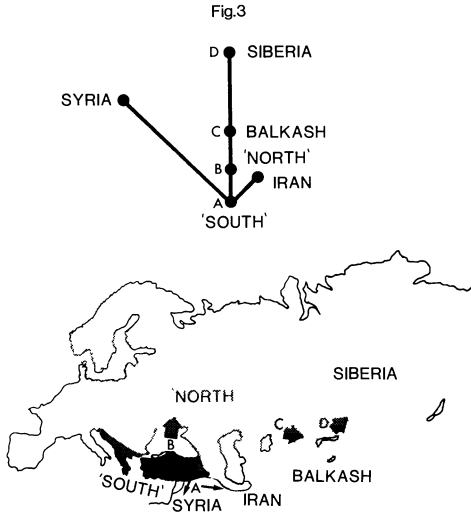 Fig.3
D SIBERIA
SYRIA
C BALKASH
'NORTH'
B
IRAN
A
'SOUTH'
SIBERIA
'NORTH
C D
B
BALKASH
'SOUTH' A
SYRIA IRAN